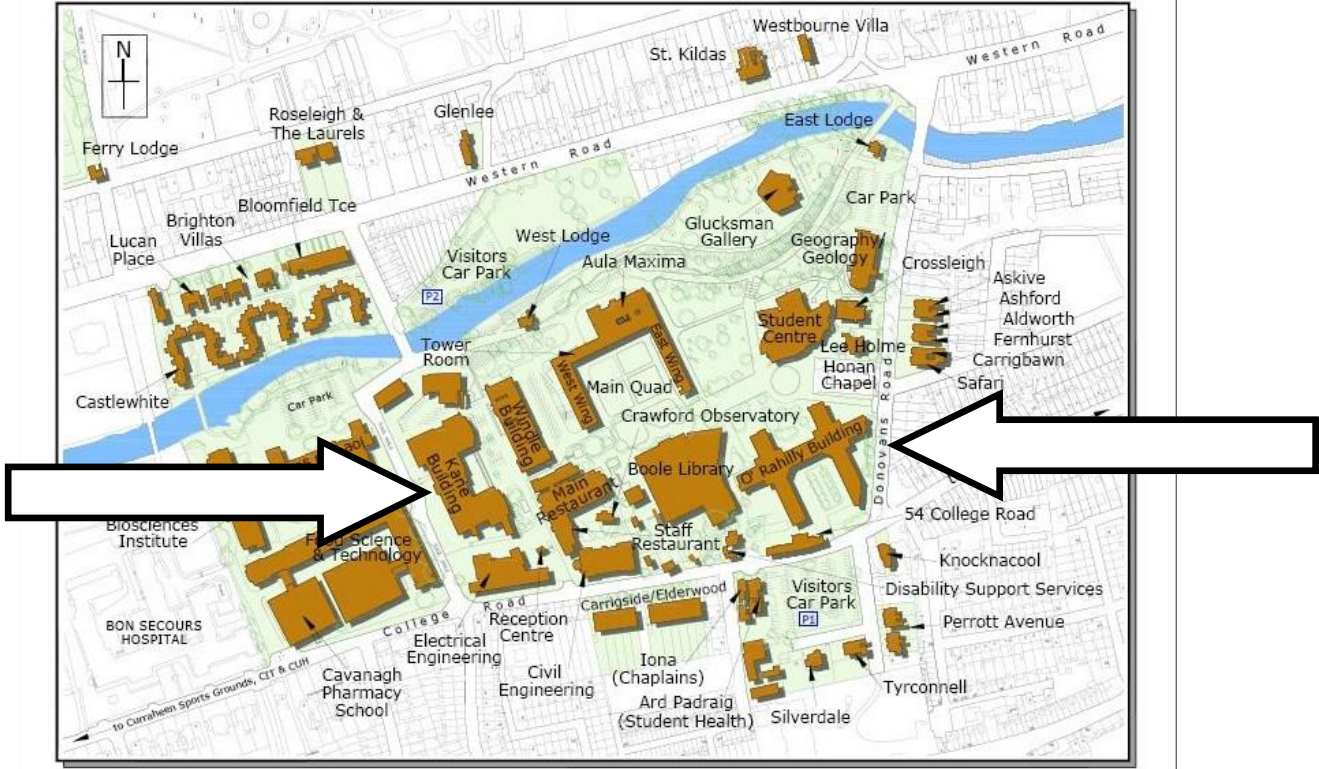 Westbourne Villa
St. Kildas
Western Road
N
Roseleigh &
The Laurels
Glenlee
East Lodge
Ferry Lodge
Western Road
Car Park
Bloomfield Tce
Brighton
Villas
Glucksman
Gallery
Lucan
Place
West Lodge
Geography/
Geology
Visitors
Car Park
Aula Maxima
Crossleigh
P2
Askive
Ashford
Aldworth
Fernhurst
Carrigbawn
Safari
Student
Centre
Lee Holme
Honan
Chapel
Tower
Room
East Wing
West Wing
Main Quad
Castlewhite
Car Park
Crawford Observatory
Windle
Building
Kane
Building
Boole Library
O' Rahilly Building
Donovans Road
Main
Restaurant
54 College Road
Biosciences
Institute
Food Science
& Technology
Staff
Restaurant
Knocknacool
Disability Support Services
Visitors
Car Park
P1
Carrigside/Elderwood
College Road
Perrott Avenue
BON SECOURS
HOSPITAL
Electrical
Engineering
Reception
Centre
Civil
Engineering
Iona
(Chaplains)
Ard Padraig
(Student Health)
Tyrconnell
Silverdale
Cavanagh
Pharmacy
School
to Curraheen Sports Grounds, CIT & CUH